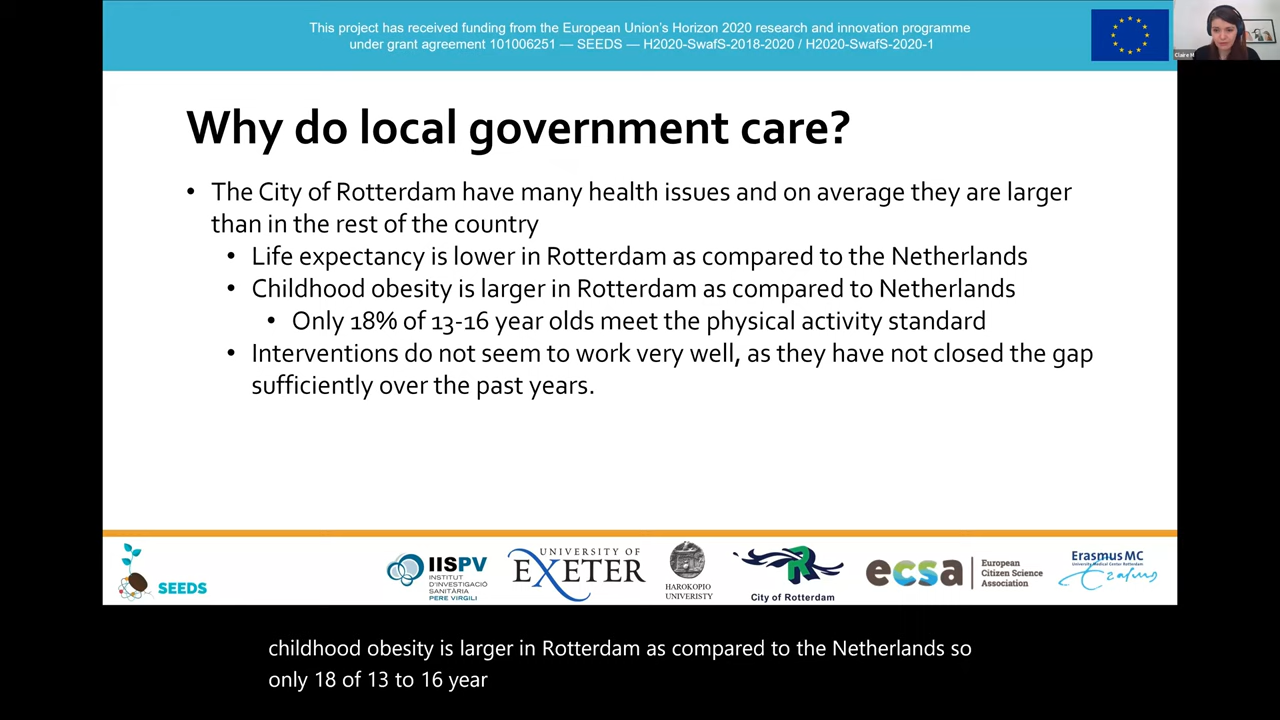 This project has received funding from the European Union's Horizon 2020 research and innovation programme
under grant agreement 101006251 — SEEDS — H2020-SwafS-2018-2020 / H2020-SwafS-2020-1
Claire M
Why do local government care?
• The City of Rotterdam have many health issues and on average they are larger
than in the rest of the country
• Life expectancy is lower in Rotterdam as compared to the Netherlands
• Childhood obesity is larger in Rotterdam as compared to Netherlands
• Only 18% of 13-16 year olds meet the physical activity standard
• Interventions do not seem to work very well, as they have not closed the gap
sufficiently over the past years.
SEEDS
IISPV
INSTITUT
D'INVESTIGACIÓ
SANITÀRIA
PERE VIRGILI
UNIVERSITY OF
EXETER
HAROKOPIO
UNIVERISTY
R
City of Rotterdam
ecsa
European
Citizen Science
Association
Erasmus MC
University Medical Center Rotterdam
Erasmus
childhood obesity is larger in Rotterdam as compared to the Netherlands so
only 18 of 13 to 16 year